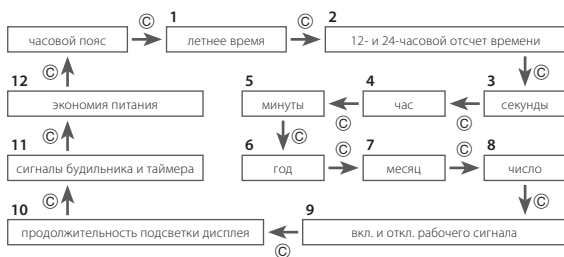 часовой пояс
Ⓒ
1
летнее время
Ⓒ
2
12- и 24-часовой отсчет времени
Ⓒ
3
секунды
Ⓒ
4
час
Ⓒ
5
минуты
Ⓒ
6
год
Ⓒ
7
месяц
Ⓒ
8
число
Ⓒ
9
вкл. и откл. рабочего сигнала
Ⓒ
10
продолжительность подсветки дисплея
Ⓒ
11
сигналы будильника и таймера
Ⓒ
12
экономия питания
Ⓒ